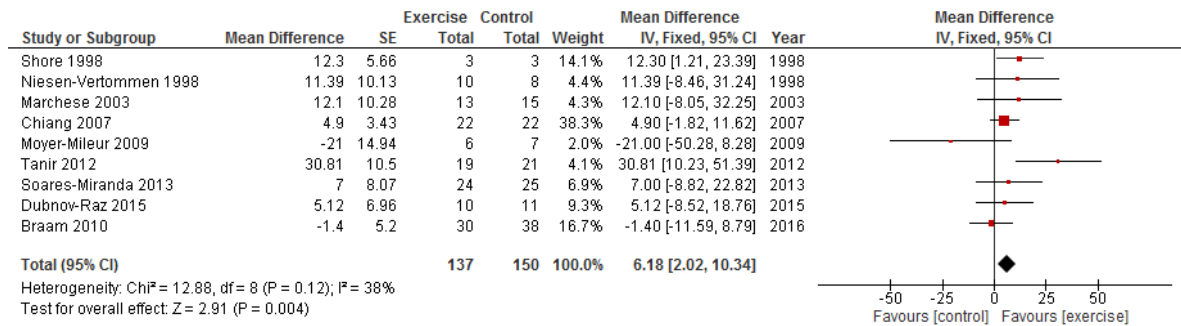 Exercise Control Mean Difference Mean Difference
Study or Subgroup Mean Difference SE Total Total Weight IV, Fixed, 95% CI Year IV, Fixed, 95% CI
Shore 1998 12.3 5.66 3 3 14.1% 12.30 [1.21, 23.39] 1998
Niesen-Vertommen 1998 11.39 10.13 10 8 4.4% 11.39 [-8.46, 31.24] 1998
Marchese 2003 12.1 10.28 13 15 4.3% 12.10 [-8.05, 32.25] 2003
Chiang 2007 4.9 3.43 22 22 38.3% 4.90 [-1.82, 11.62] 2007
Moyer-Mileur 2009 -21 14.94 6 7 2.0% -21.00 [-50.28, 8.28] 2009
Tanir 2012 30.81 10.5 19 21 4.1% 30.81 [10.23, 51.39] 2012
Soares-Miranda 2013 7 8.07 24 25 6.9% 7.00 [-8.82, 22.82] 2013
Dubnov-Raz 2015 5.12 6.96 10 11 9.3% 5.12 [-8.52, 18.76] 2015
Braam 2010 -1.4 5.2 30 38 16.7% -1.40 [-11.59, 8.79] 2016
Total (95% CI) 137 150 100.0% 6.18 [2.02, 10.34]
Heterogeneity: Chi² = 12.88, df = 8 (P = 0.12); I² = 38%
Test for overall effect: Z = 2.91 (P = 0.004)
-50 -25 0 25 50
Favours [control] Favours [exercise]